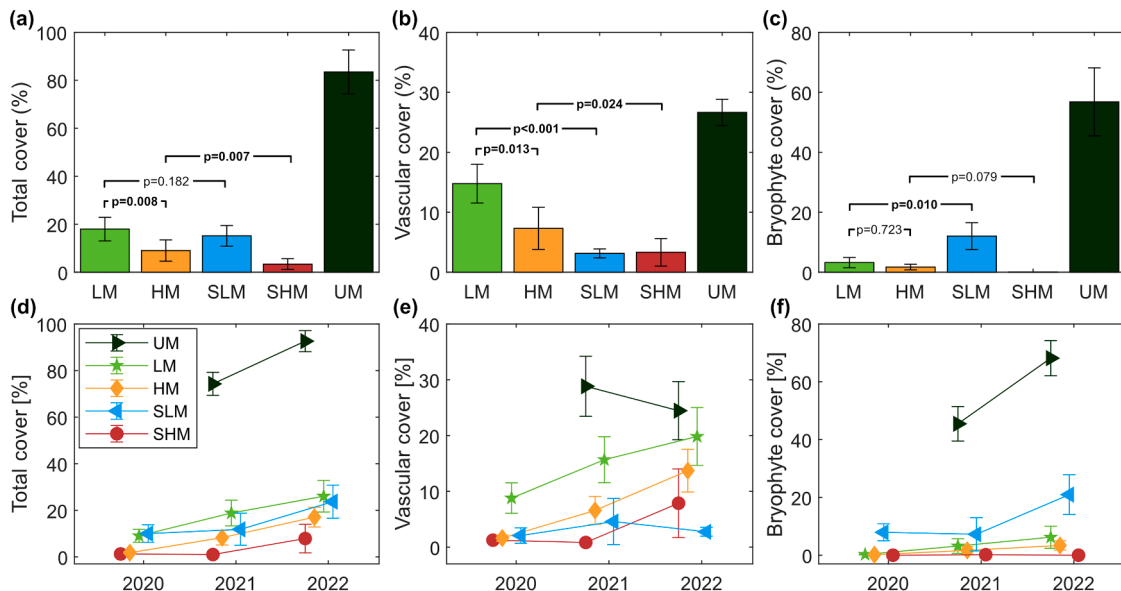 (a)
(b)
(c)
Total cover (%)
100
80
60
40
20
0
p=0.007
p=0.182
p=0.008
LM HM SLM SHM UM
Vascular cover (%)
40
30
20
10
0
p=0.024
p<0.001
p=0.013
LM HM SLM SHM UM
Bryophyte cover (%)
80
60
40
20
0
p=0.079
p=0.010
p=0.723
LM HM SLM SHM UM
(d)
(e)
(f)
Total cover [%]
100
80
60
40
20
0
UM
LM
HM
SLM
SHM
2020 2021 2022
Vascular cover [%]
40
30
20
10
0
2020 2021 2022
Bryophyte cover [%]
80
60
40
20
0
2020 2021 2022